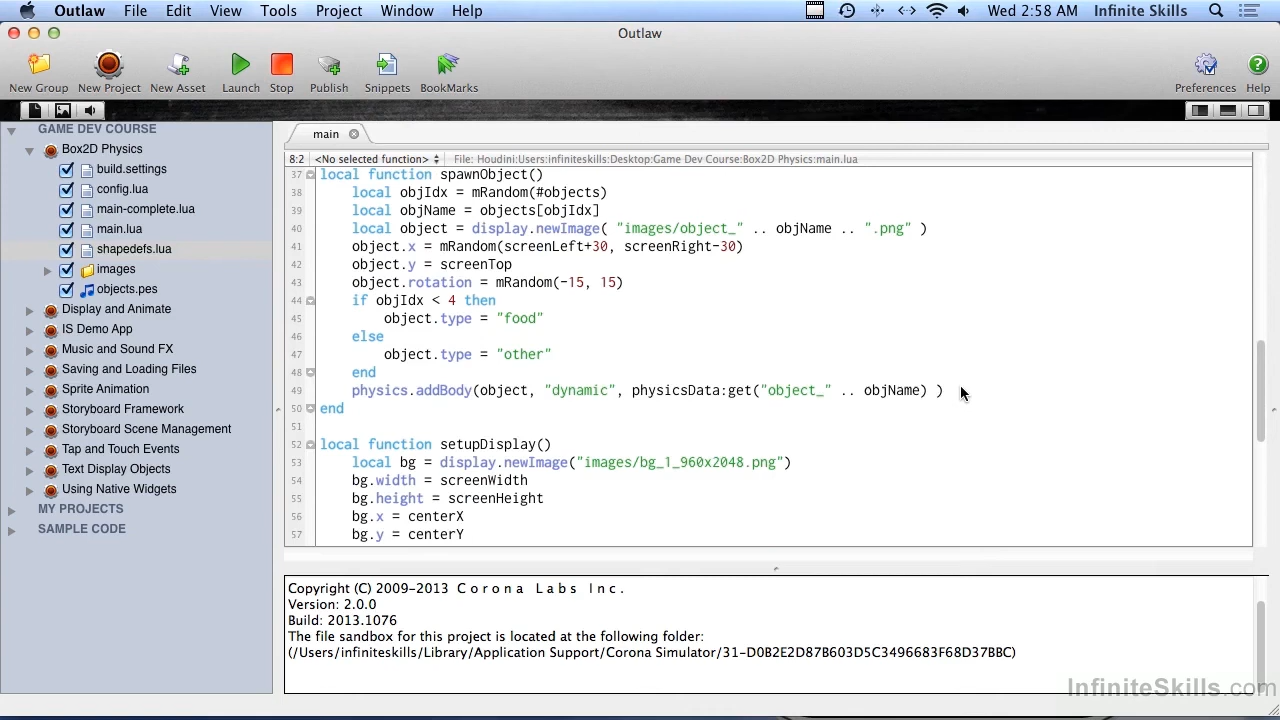 Outlaw File Edit View Tools Project Window Help Wed 2:58 AM Infinite Skills
Outlaw
New Group New Project New Asset Launch Stop Publish Snippets BookMarks Preferences Help
GAME DEV COURSE
Box2D Physics
build.settings
config.lua
main-complete.lua
main.lua
shapedefs.lua
images
objects.pes
Display and Animate
IS Demo App
Music and Sound FX
Saving and Loading Files
Sprite Animation
Storyboard Framework
Storyboard Scene Management
Tap and Touch Events
Text Display Objects
Using Native Widgets
MY PROJECTS
SAMPLE CODE
main
8:2 <No selected function> File: Houdini:Users:infiniteskills:Desktop:Game Dev Course:Box2D Physics:main.lua
37 local function spawnObject()
38 local objIdx = mRandom(#objects)
39 local objName = objects[objIdx]
40 local object = display.newImage( "images/object_" .. objName .. ".png" )
41 object.x = mRandom(screenLeft+30, screenRight-30)
42 object.y = screenTop
43 object.rotation = mRandom(-15, 15)
44 if objIdx < 4 then
45 object.type = "food"
46 else
47 object.type = "other"
48 end
49 physics.addBody(object, "dynamic", physicsData:get("object_" .. objName) )
50 end
51
52 local function setupDisplay()
53 local bg = display.newImage("images/bg_1_960x2048.png")
54 bg.width = screenWidth
55 bg.height = screenHeight
56 bg.x = centerX
57 bg.y = centerY
Copyright (C) 2009-2013 C o r o n a L a b s I n c .
Version: 2.0.0
Build: 2013.1076
The file sandbox for this project is located at the following folder:
(/Users/infiniteskills/Library/Application Support/Corona Simulator/31-D0B2E2D87B603D5C3496683F68D37BBC)
InfiniteSkills.com